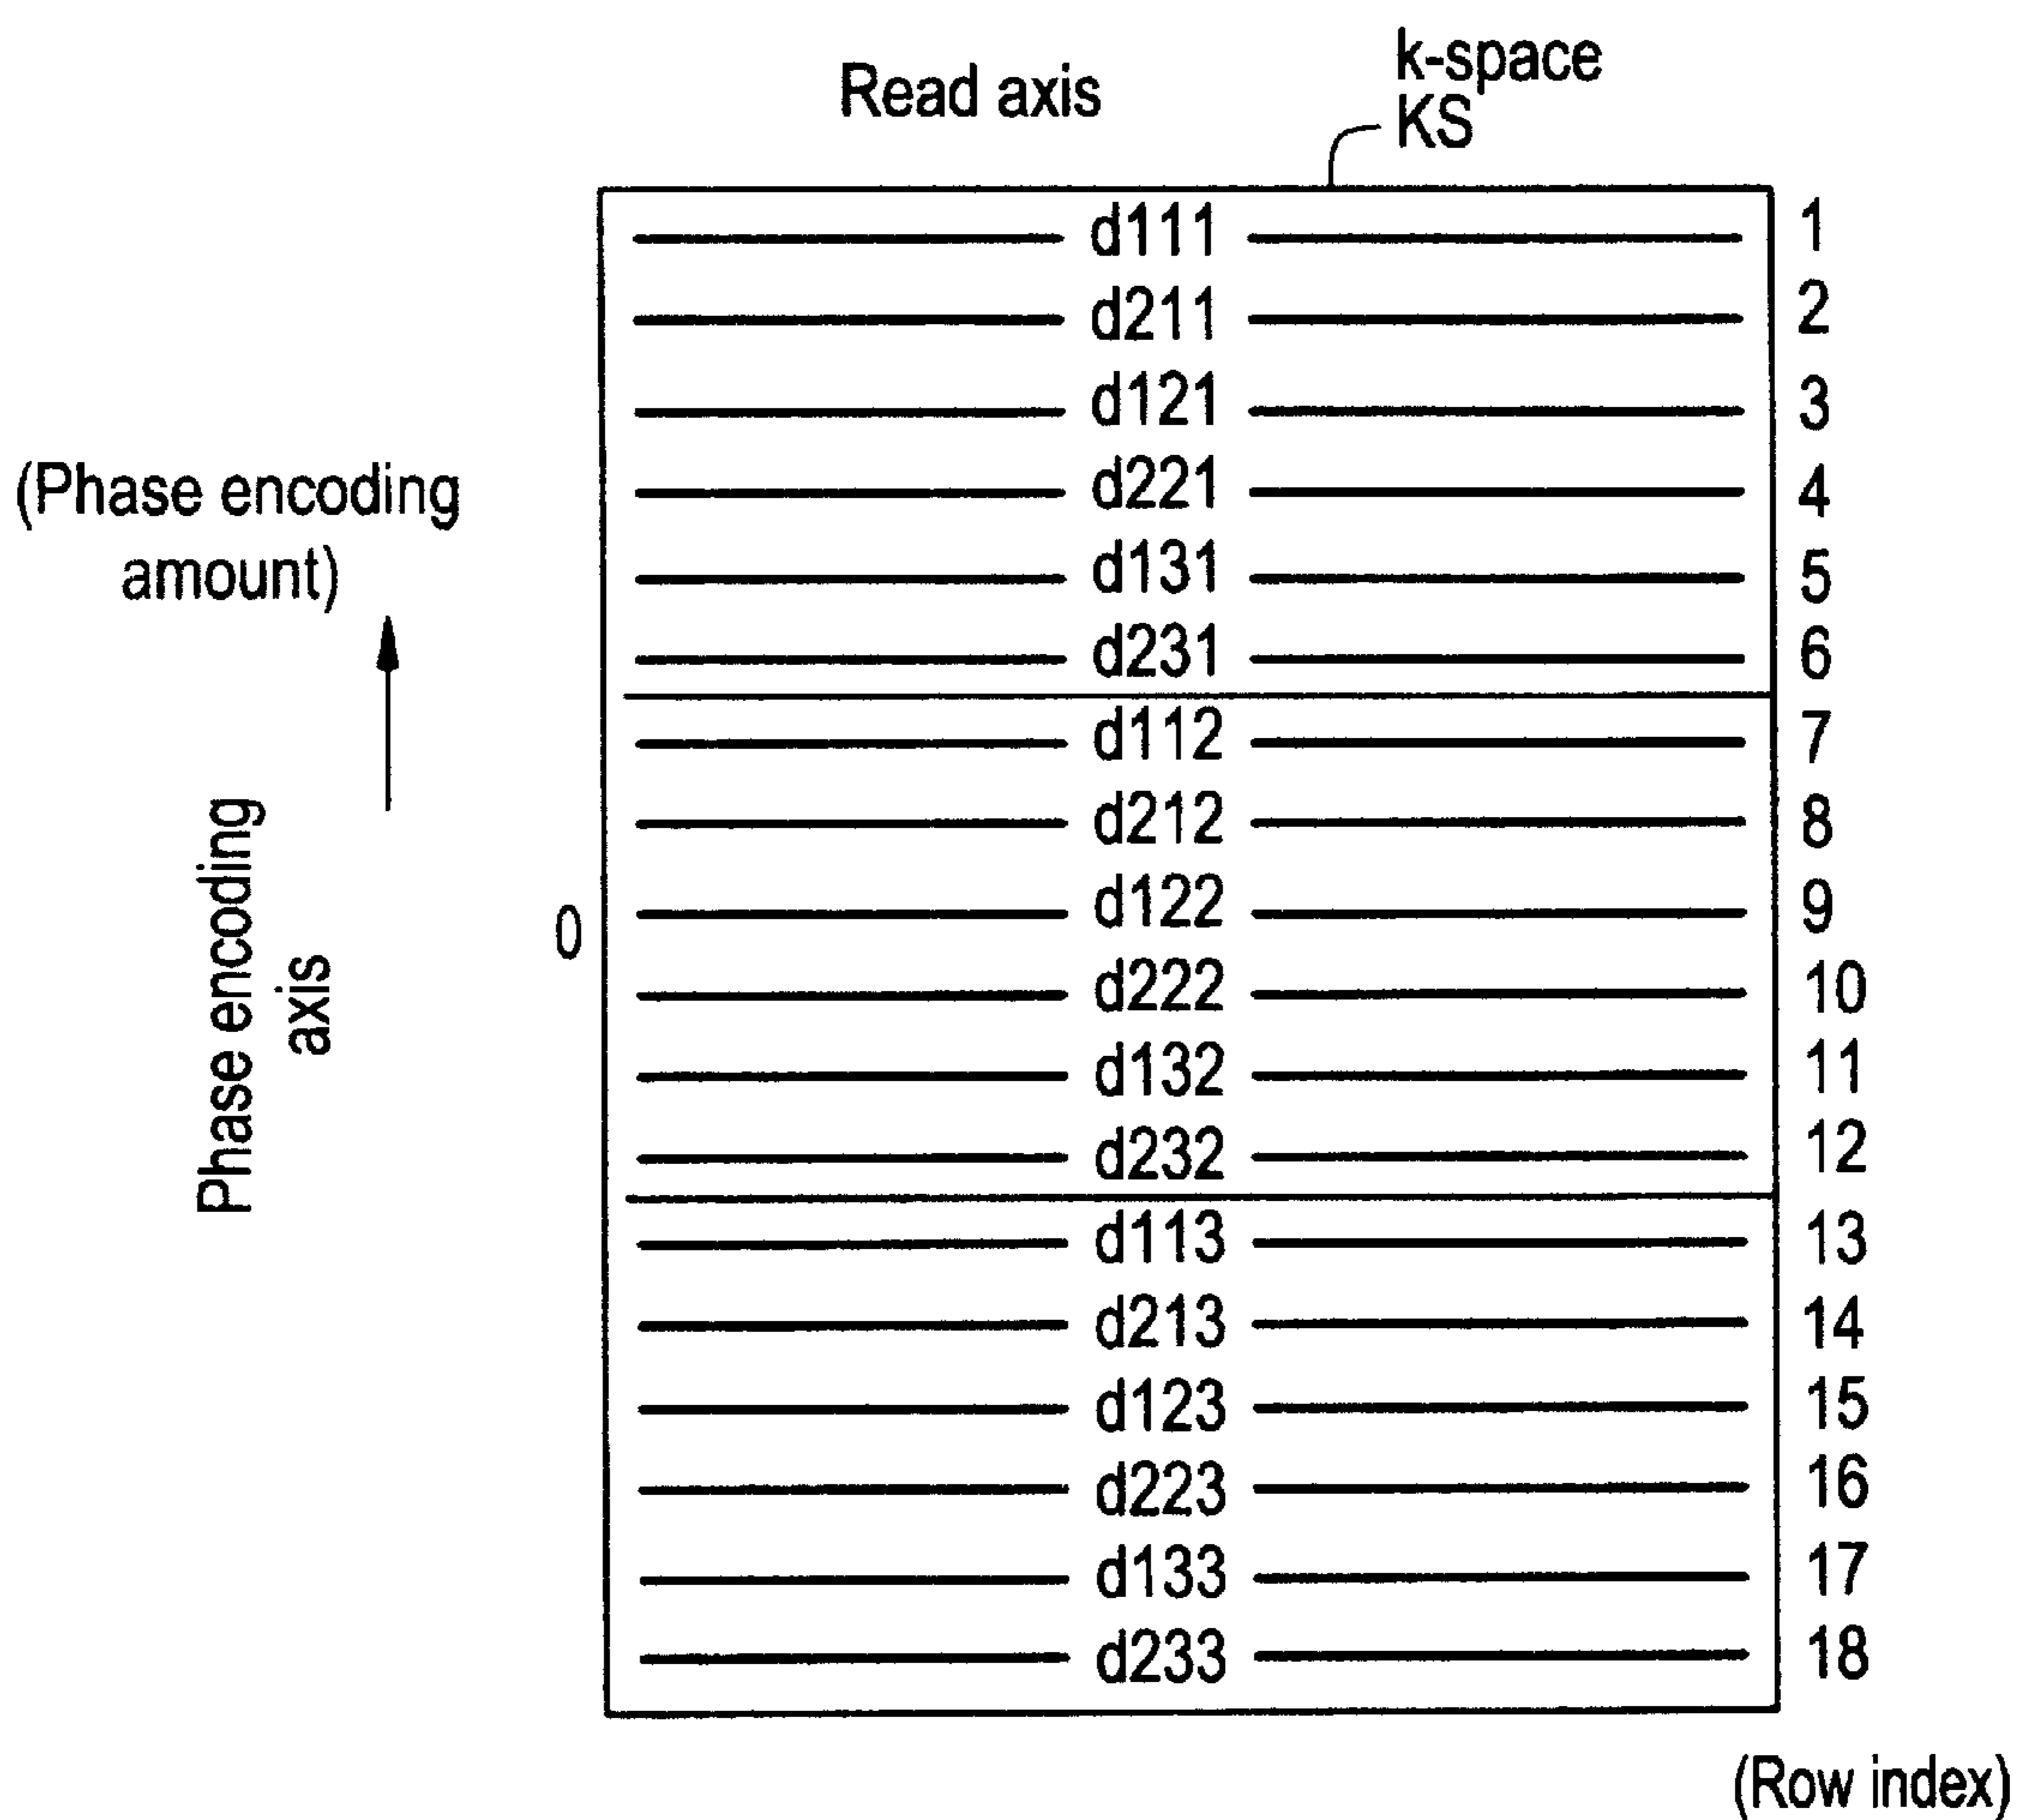 k-space
Read axis
KS
d111 1
d211 2
d121 3
d221 4
(Phase encoding
amount)
d131 5
d231 6
d112 7
d212 8
d122 9
0
d222 10
Phase encoding
axis
d132 11
d232 12
d113 13
d213 14
d123 15
d223 16
d133 17
d233 18
(Row index)